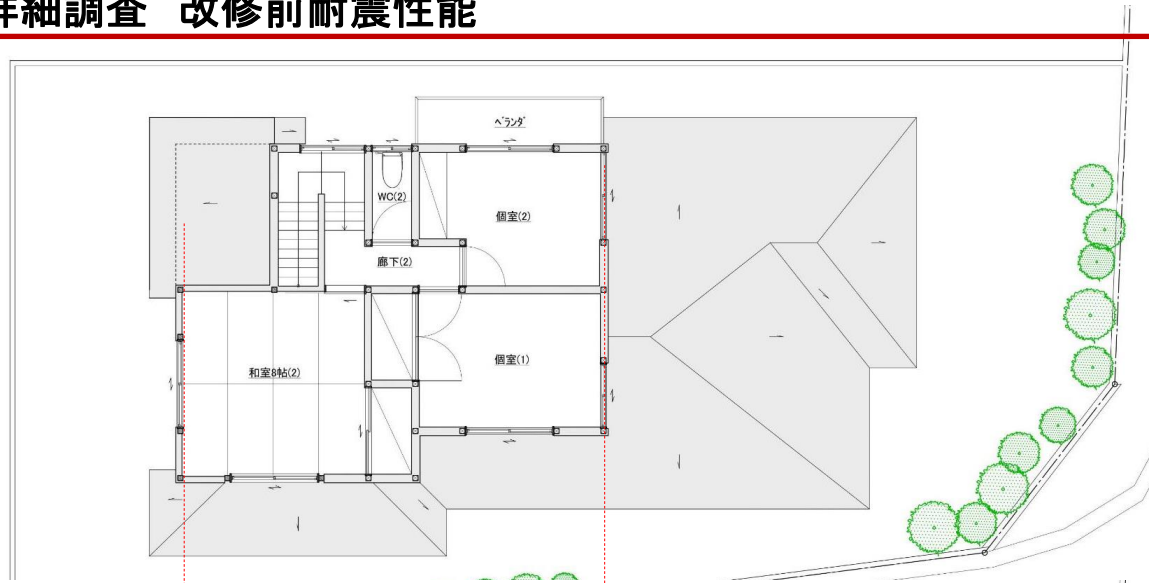 詳細調査 改修前耐震性能
ベランダ
WC(2)
個室(2)
廊下(2)
個室(1)
和室8帖(2)